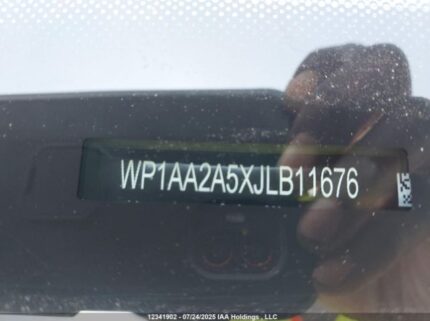 WP1AA2A5XJLB11676
12341902 - 07/24/2025 IAA Holdings , LLC